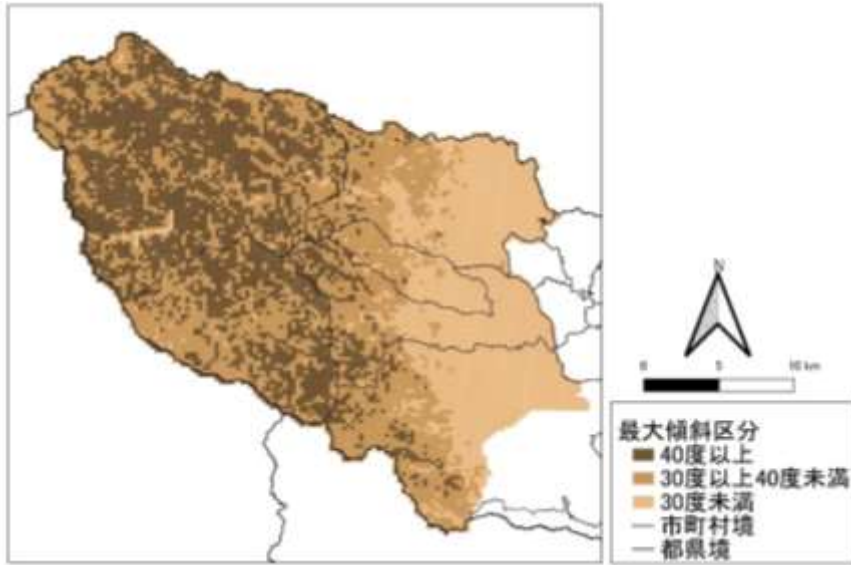 N
0 5 10 km
最大傾斜区分
40度以上
30度以上40度未満
30度未満
市町村境
都県境